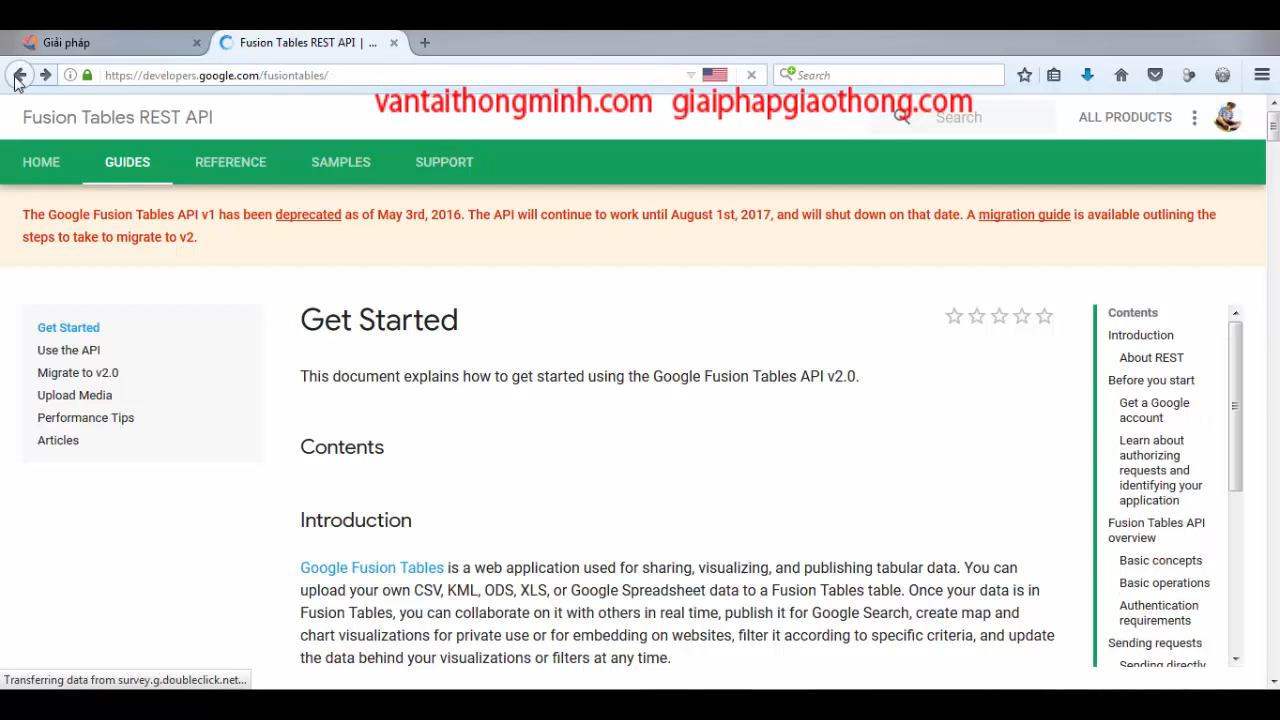 Giải pháp
Fusion Tables REST API | ...
https://developers.google.com/fusiontables/
Search
vantaithongminh.com giaiphapgiaothong.com
Fusion Tables REST API
Search
ALL PRODUCTS
HOME
GUIDES
REFERENCE
SAMPLES
SUPPORT
The Google Fusion Tables API v1 has been deprecated as of May 3rd, 2016. The API will continue to work until August 1st, 2017, and will shut down on that date. A migration guide is available outlining the
steps to take to migrate to v2.
Get Started
Use the API
Migrate to v2.0
Upload Media
Performance Tips
Articles
Get Started
This document explains how to get started using the Google Fusion Tables API v2.0.
Contents
Introduction
Google Fusion Tables is a web application used for sharing, visualizing, and publishing tabular data. You can
upload your own CSV, KML, ODS, XLS, or Google Spreadsheet data to a Fusion Tables table. Once your data is in
Fusion Tables, you can collaborate on it with others in real time, publish it for Google Search, create map and
chart visualizations for private use or for embedding on websites, filter it according to specific criteria, and update
the data behind your visualizations or filters at any time.
Contents
Introduction
About REST
Before you start
Get a Google
account
Learn about
authorizing
requests and
identifying your
application
Fusion Tables API
overview
Basic concepts
Basic operations
Authentication
requirements
Sending requests
Sending directly
Transferring data from survey.g.doubleclick.net...